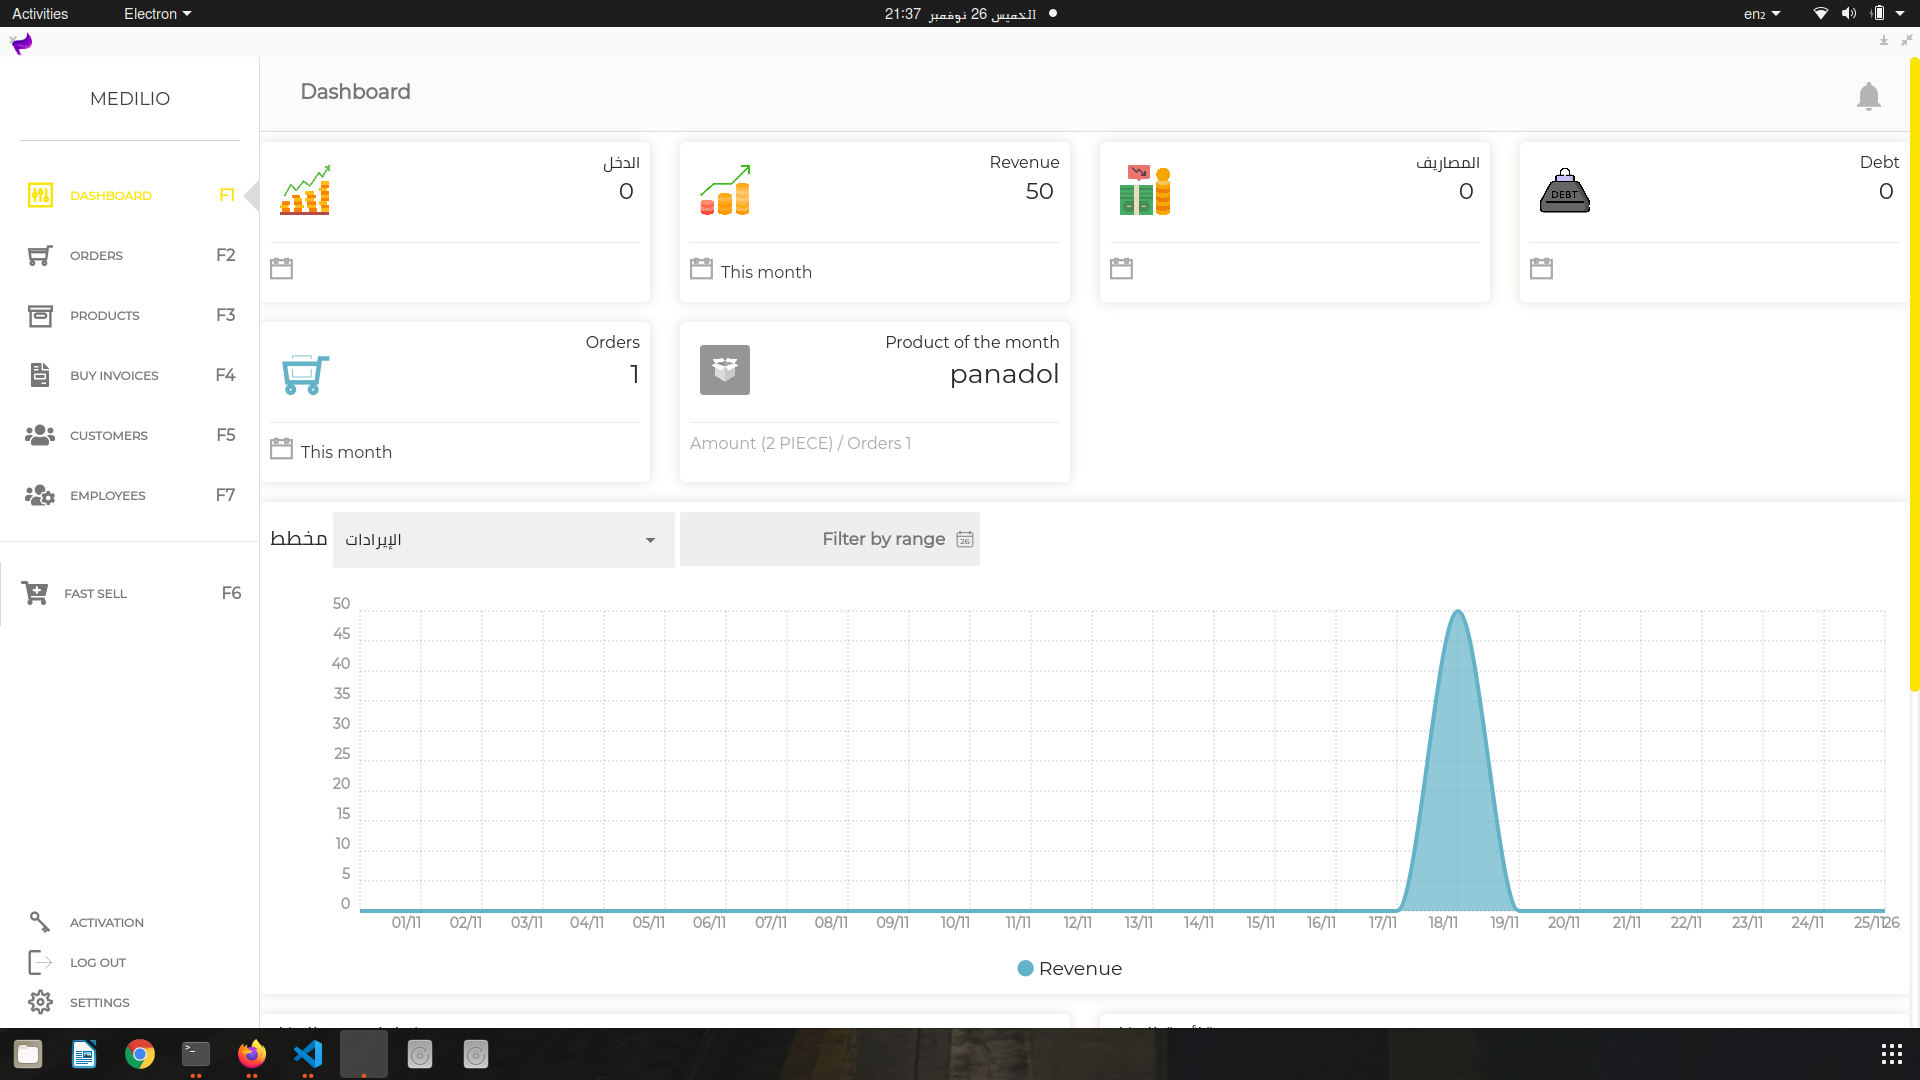 Activities
Electron
الخميس 26 نوفمبر 21:37
en₂
MEDILIO
Dashboard
DASHBOARD F1
ORDERS F2
PRODUCTS F3
BUY INVOICES F4
CUSTOMERS F5
EMPLOYEES F7
FAST SELL F6
ACTIVATION
LOG OUT
SETTINGS
الدخل
0
Revenue
50
This month
المصاريف
0
Debt
0
DEBT
Orders
1
This month
Product of the month
panadol
Amount (2 PIECE) / Orders 1
مخطط
الإيرادات
Filter by range
26
50
45
40
35
30
25
20
15
10
5
0
01/11 02/11 03/11 04/11 05/11 06/11 07/11 08/11 09/11 10/11 11/11 12/11 13/11 14/11 15/11 16/11 17/11 18/11 19/11 20/11 21/11 22/11 23/11 24/11 25/11 26
Revenue